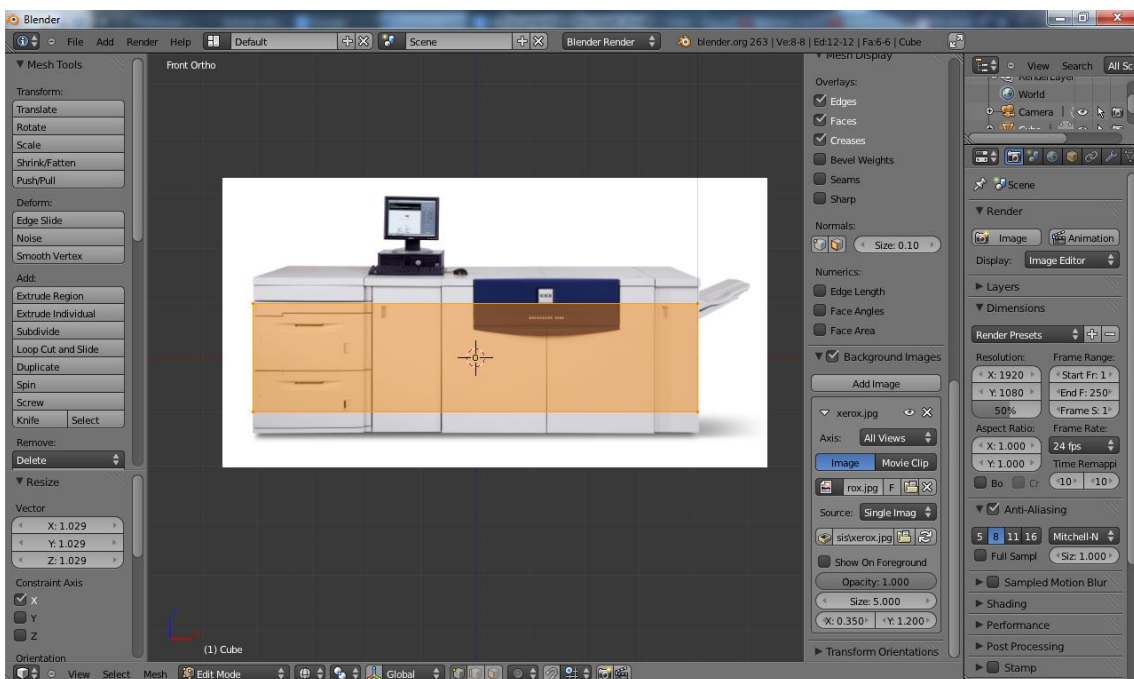 Blender
File Add Render Help Default Scene Blender Render blender.org 263 | Ve:8-8 | Ed:12-12 | Fa:6-6 | Cube
Mesh Tools
Transform:
Translate
Rotate
Scale
Shrink/Fatten
Push/Pull
Deform:
Edge Slide
Noise
Smooth Vertex
Add:
Extrude Region
Extrude Individual
Subdivide
Loop Cut and Slide
Duplicate
Spin
Screw
Knife Select
Remove:
Delete
Resize
Vector
X: 1.029
Y: 1.029
Z: 1.029
Constraint Axis
X
Y
Z
Orientation
Front Ortho
(1) Cube
View Select Mesh Edit Mode Global
Mesh Display
Overlays:
Edges
Faces
Creases
Bevel Weights
Seams
Sharp
Normals:
Size: 0.10
Numerics:
Edge Length
Face Angles
Face Area
Background Images
Add Image
xerox.jpg
Axis: All Views
Image Movie Clip
rox.jpg F
Source: Single Imag
sis\xerox.jpg
Show On Foreground
Opacity: 1.000
Size: 5.000
X: 0.350 Y: 1.200
Transform Orientations
View Search All Sc
RenderLayer
World
Camera
Scene
Render
Image Animation
Display: Image Editor
Layers
Dimensions
Render Presets
Resolution: Frame Range:
X: 1920 Start Fr: 1
Y: 1080 End F: 250
50% Frame S: 1
Aspect Ratio: Frame Rate:
X: 1.000 24 fps
Y: 1.000 Time Remappi
Bo Cr 10 10
Anti-Aliasing
5 8 11 16 Mitchell-N
Full Sampl Siz: 1.000
Sampled Motion Blur
Shading
Performance
Post Processing
Stamp